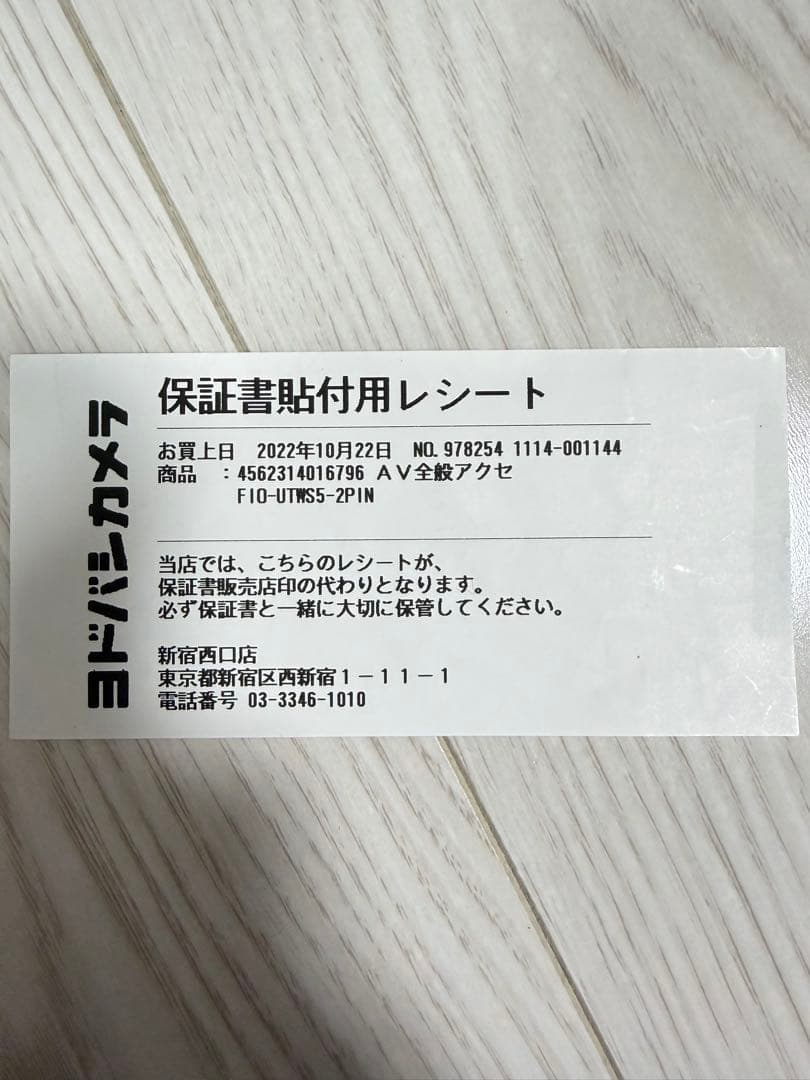 ヨドバシカメラ
保証書貼付用レシート
お買上日 2022年10月22日 NO.978254 1114-001144
商品 :4562314016796 AV全般アクセ
FIO-UTWS5-2PIN
当店では、こちらのレシートが、
保証書販売店印の代わりとなります。
必ず保証書と一緒に大切に保管してください。
新宿西口店
東京都新宿区西新宿1-11-1
電話番号 03-3346-1010